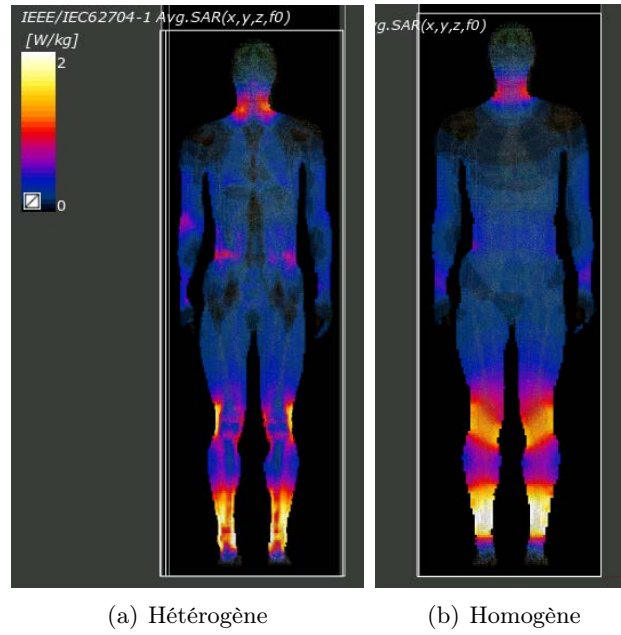 IEEE/IEC62704-1 Avg.SAR(x,y,z,f0)
[W/kg]
2
0
g.SAR(x,y,z,f0)
(a) Hétérogène
(b) Homogène